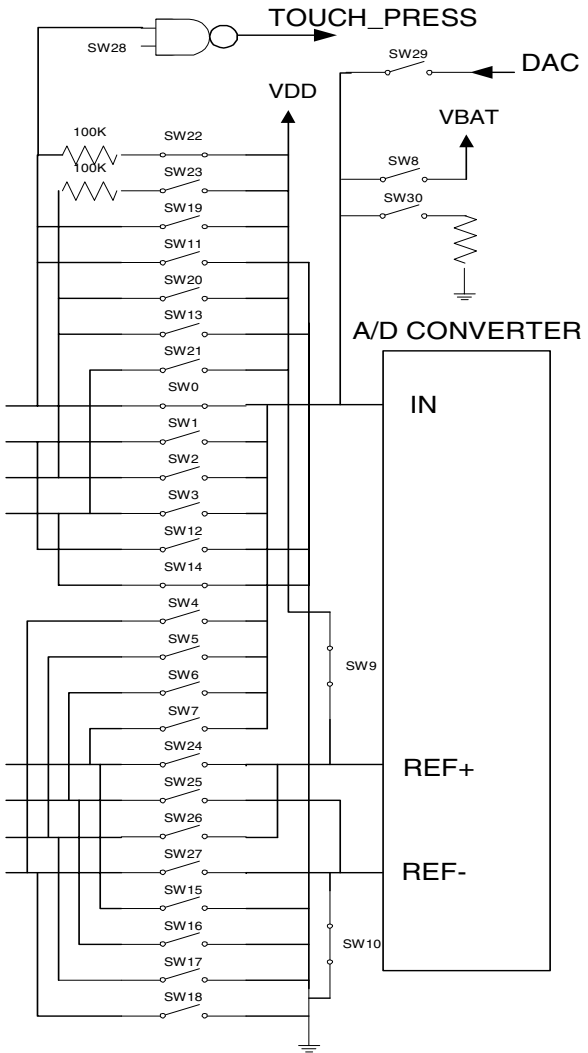 TOUCH_PRESS
SW28
SW29
DAC
VDD
VBAT
100K
SW22
SW8
100K
SW23
SW30
SW19
SW11
SW20
SW13
A/D CONVERTER
SW21
SW0
IN
SW1
SW2
SW3
SW12
SW14
SW4
SW5
SW9
SW6
SW7
SW24
REF+
SW25
SW26
SW27
REF-
SW15
SW16
SW10
SW17
SW18